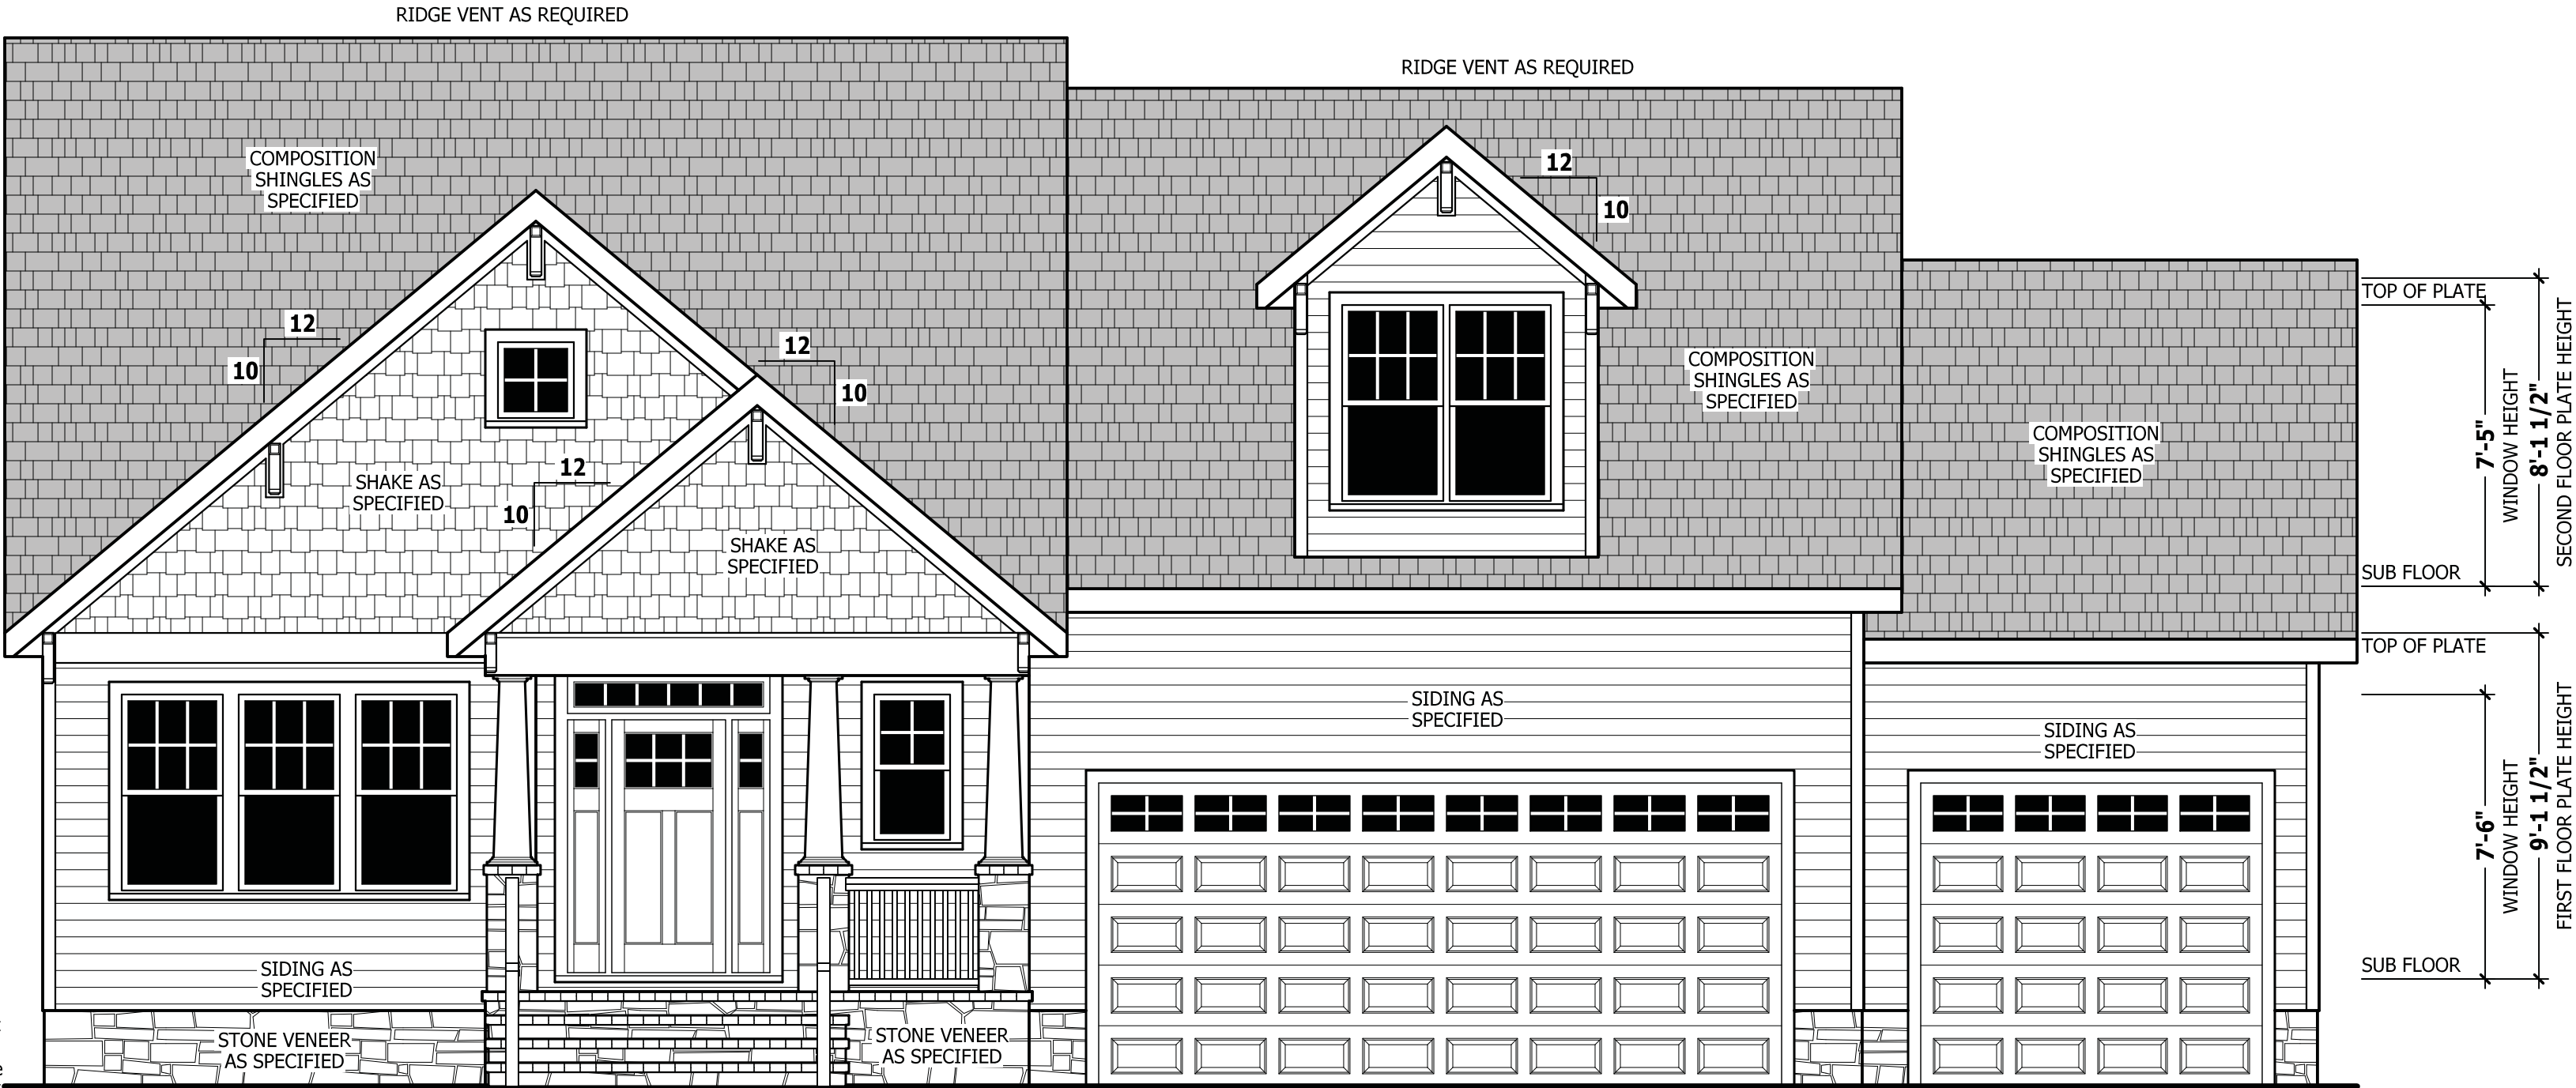 RIDGE VENT AS REQUIRED
RIDGE VENT AS REQUIRED
COMPOSITION
SHINGLES AS
SPECIFIED
12
10
12
10
12
10
12
10
SHAKE AS
SPECIFIED
SHAKE AS
SPECIFIED
COMPOSITION
SHINGLES AS
SPECIFIED
COMPOSITION
SHINGLES AS
SPECIFIED
TOP OF PLATE
7'-5"
WINDOW HEIGHT
8'-1 1/2"
SECOND FLOOR PLATE HEIGHT
SUB FLOOR
TOP OF PLATE
7'-6"
WINDOW HEIGHT
9'-1 1/2"
FIRST FLOOR PLATE HEIGHT
SUB FLOOR
SIDING AS
SPECIFIED
SIDING AS
SPECIFIED
SIDING AS
SPECIFIED
STONE VENEER
AS SPECIFIED
STONE VENEER
AS SPECIFIED